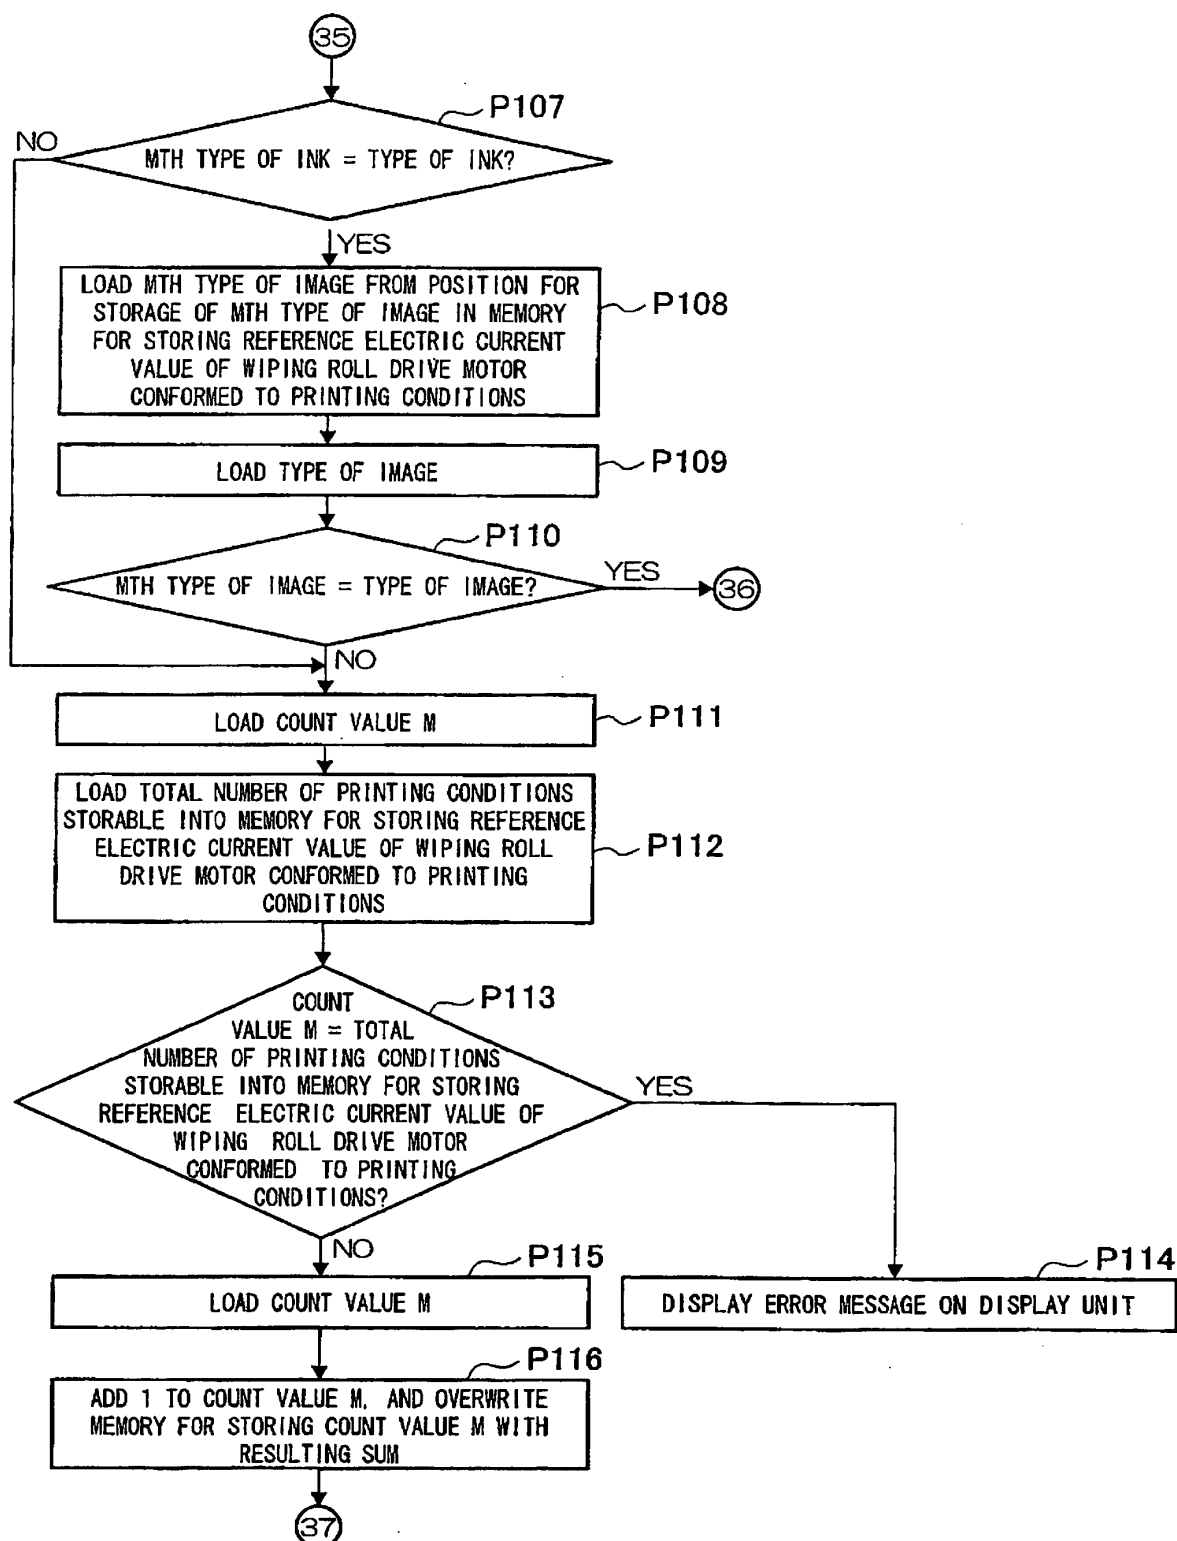 35
P107
NO
MTH TYPE OF INK = TYPE OF INK?
YES
LOAD MTH TYPE OF IMAGE FROM POSITION FOR
STORAGE OF MTH TYPE OF IMAGE IN MEMORY
FOR STORING REFERENCE ELECTRIC CURRENT
VALUE OF WIPING ROLL DRIVE MOTOR
CONFORMED TO PRINTING CONDITIONS
P108
LOAD TYPE OF IMAGE
P109
P110
MTH TYPE OF IMAGE = TYPE OF IMAGE?
YES
36
NO
LOAD COUNT VALUE M
P111
LOAD TOTAL NUMBER OF PRINTING CONDITIONS
STORABLE INTO MEMORY FOR STORING REFERENCE
ELECTRIC CURRENT VALUE OF WIPING ROLL
DRIVE MOTOR CONFORMED TO PRINTING
CONDITIONS
P112
P113
COUNT
VALUE M = TOTAL
NUMBER OF PRINTING CONDITIONS
STORABLE INTO MEMORY FOR STORING
REFERENCE ELECTRIC CURRENT VALUE OF
WIPING ROLL DRIVE MOTOR
CONFORMED TO PRINTING
CONDITIONS?
YES
NO
P115
LOAD COUNT VALUE M
P114
DISPLAY ERROR MESSAGE ON DISPLAY UNIT
P116
ADD 1 TO COUNT VALUE M, AND OVERWRITE
MEMORY FOR STORING COUNT VALUE M WITH
RESULTING SUM
37